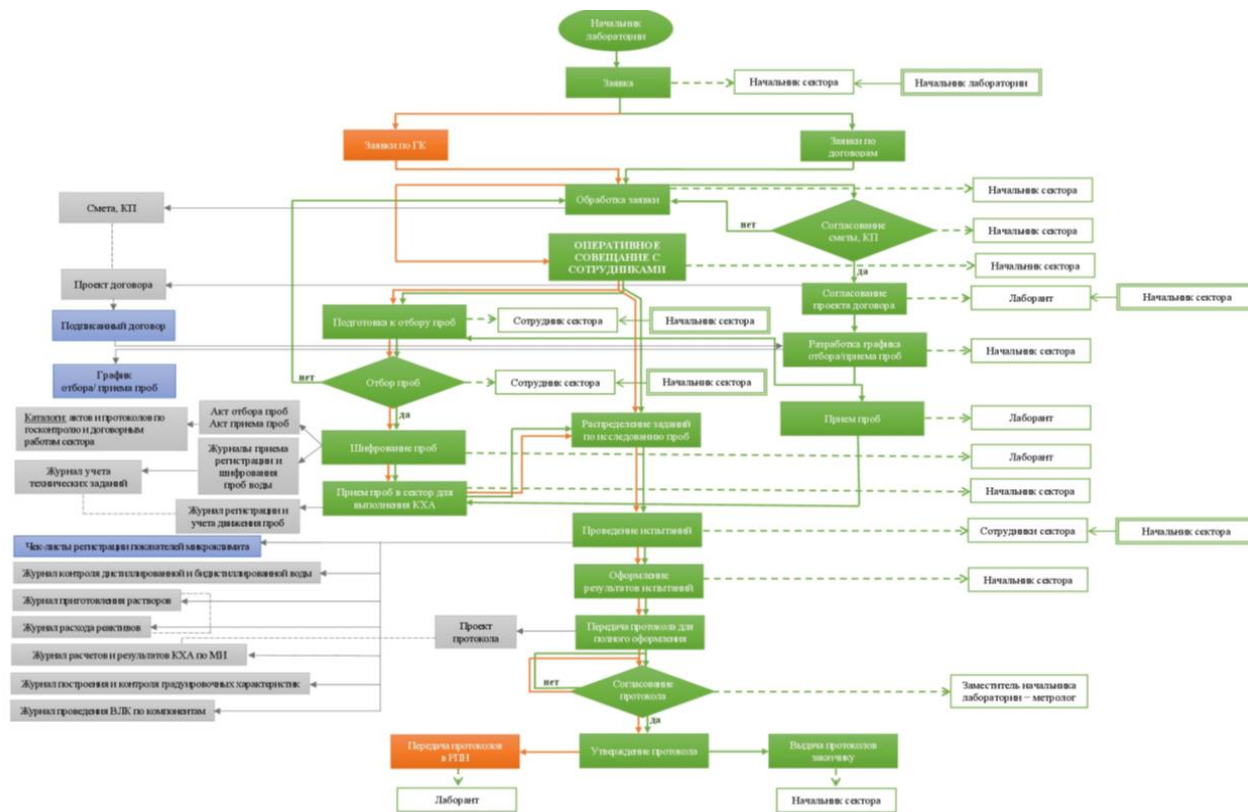 Начальник
лаборатории
Заявка
Начальник сектора
Начальник лаборатории
Заявки по ГК
Заявки по
договорам
Обработка заявки
Начальник сектора
Смета, КП
нет
Согласование
сметы, КП
Начальник сектора
ОПЕРАТИВНОЕ
СОВЕЩАНИЕ С
СОТРУДНИКАМИ
Начальник сектора
да
Проект договора
Согласование
проекта договора
Лаборант
Начальник сектора
Подписанный договор
Подготовка к отбору проб
Сотрудник сектора
Начальник сектора
Разработка графика
отбора/приема проб
Начальник сектора
График
отбора/ приема проб
нет
Отбор проб
Сотрудник сектора
Начальник сектора
да
Каталоги: актов и протоколов по
госконтролю и договорным
работам сектора
Акт отбора проб
Акт приема проб
Распределение заданий
по исследованию проб
Прием проб
Лаборант
Шифрование проб
Лаборант
Журналы приема
регистрации и
шифрования
проб воды
Журнал учета
технических заданий
Прием проб в сектор для
выполнения КХА
Начальник сектора
Журнал регистрации и
учета движения проб
Проведение испытаний
Сотрудники сектора
Начальник сектора
Чек-листы регистрации показателей микроклимата
Журнал контроля дистиллированной и бидистиллированной воды
Оформление
результатов испытаний
Начальник сектора
Журнал приготовления растворов
Журнал расхода реактивов
Проект
протокола
Передача протокола для
полного оформления
Журнал расчетов и результатов КХА по МИ
нет
Согласование
протокола
Заместитель начальника
лаборатории – метролог
Журнал построения и контроля градуировочных характеристик
Журнал проведения ВЛК по компонентам
да
Передача протоколов
в РПН
Утверждение протокола
Выдача протоколов
заказчику
Лаборант
Начальник сектора